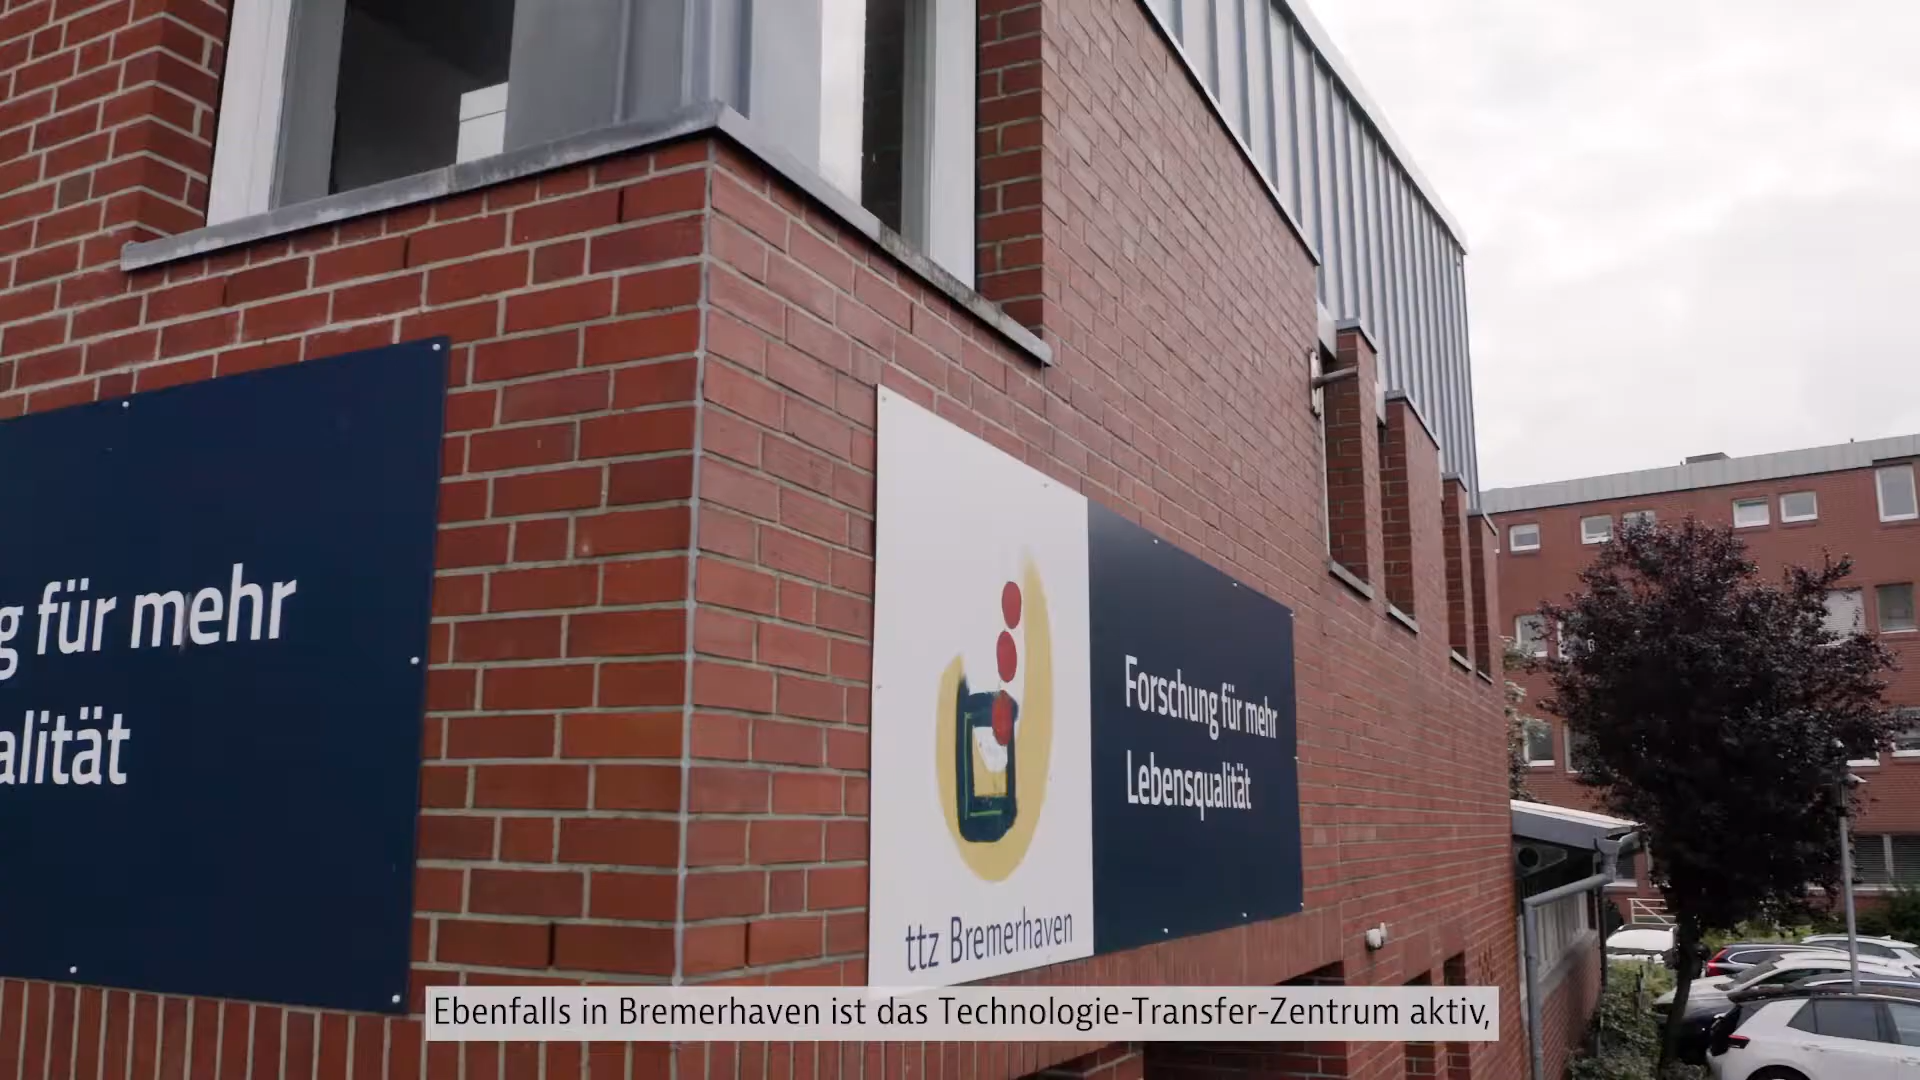 g für mehr
alität
Forschung für mehr
Lebensqualität
ttz Bremerhaven
Ebenfalls in Bremerhaven ist das Technologie-Transfer-Zentrum aktiv,